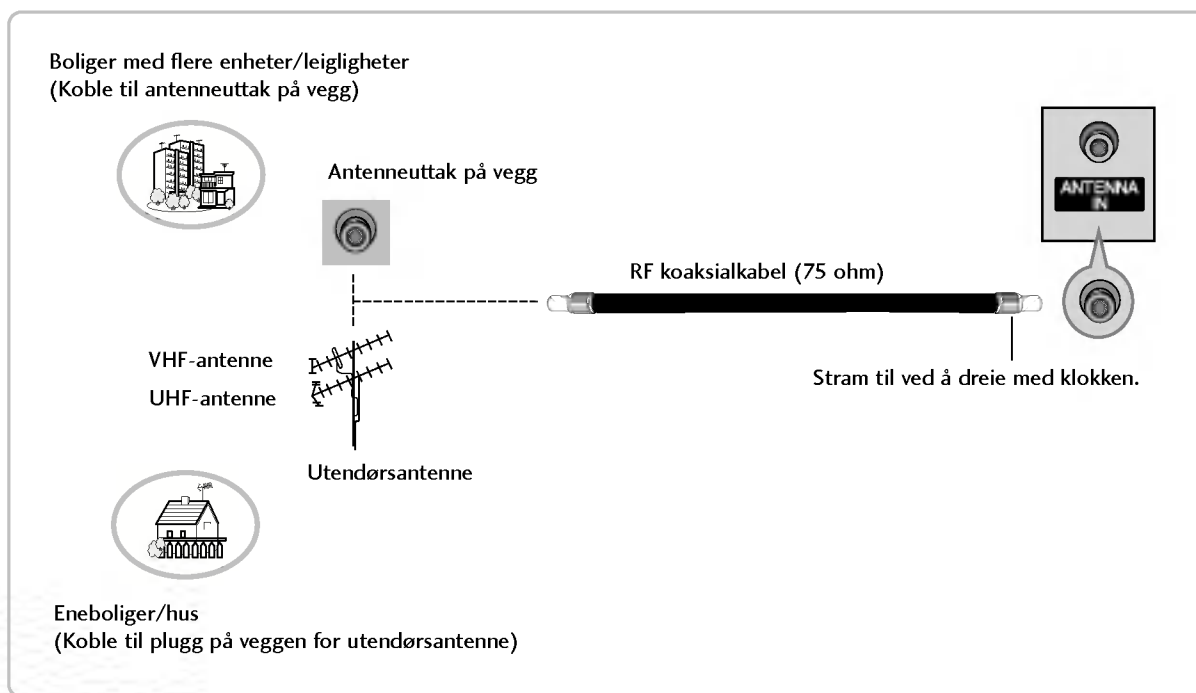 Boliger med flere enheter/leigligheter
(Koble til antenneuttak på vegg)
Antenneuttak på vegg
ANTENNA
IN
RF koaksialkabel (75 ohm)
VHF-antenne
UHF-antenne
Stram til ved å dreie med klokken.
Utendørsantenne
Eneboliger/hus
(Koble til plugg på veggen for utendørsantenne)